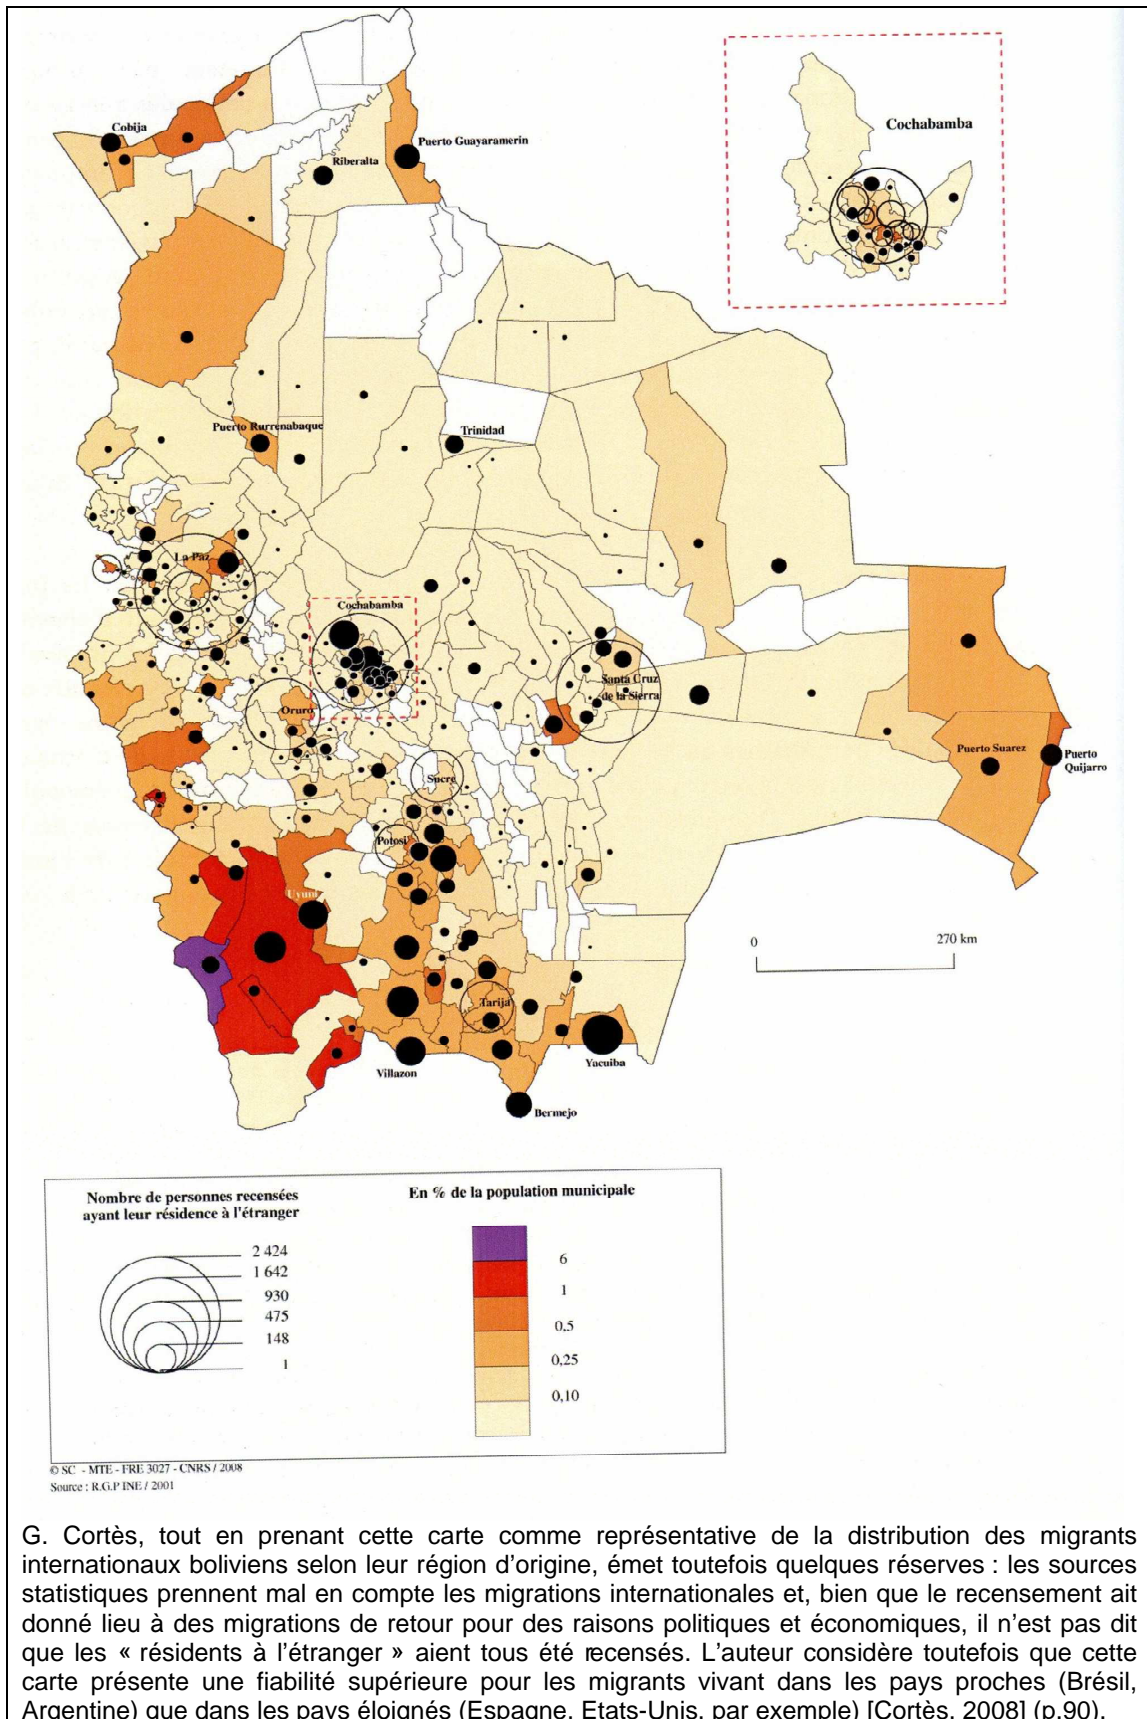 Cochabamba
Cobija
Puerto Guayaramerin
Riberalta
Puerto Rurrenabaque
Trinidad
La Paz
Cochabamba
Santa Cruz
de la Sierra
Oruro
Puerto Suarez
Puerto
Quijarro
Sucre
Potosi
Uyuni
0
270 km
Tarija
Villazon
Yacuiba
Bermejo
Nombre de personnes recensées
ayant leur résidence à l'étranger
2 424
1 642
930
475
148
1
En % de la population municipale
6
1
0.5
0,25
0,10
© SC - MTE - FRE 3027 - CNRS / 2008
Source : R.G.P INE / 2001
G. Cortès, tout en prenant cette carte comme représentative de la distribution des migrants
internationaux boliviens selon leur région d'origine, émet toutefois quelques réserves : les sources
statistiques prennent mal en compte les migrations internationales et, bien que le recensement ait
donné lieu à des migrations de retour pour des raisons politiques et économiques, il n'est pas dit
que les « résidents à l'étranger » aient tous été recensés. L'auteur considère toutefois que cette
carte présente une fiabilité supérieure pour les migrants vivant dans les pays proches (Brésil,
Argentine) que dans les pays éloignés (Espagne, Etats-Unis, par exemple) [Cortès, 2008] (p.90).